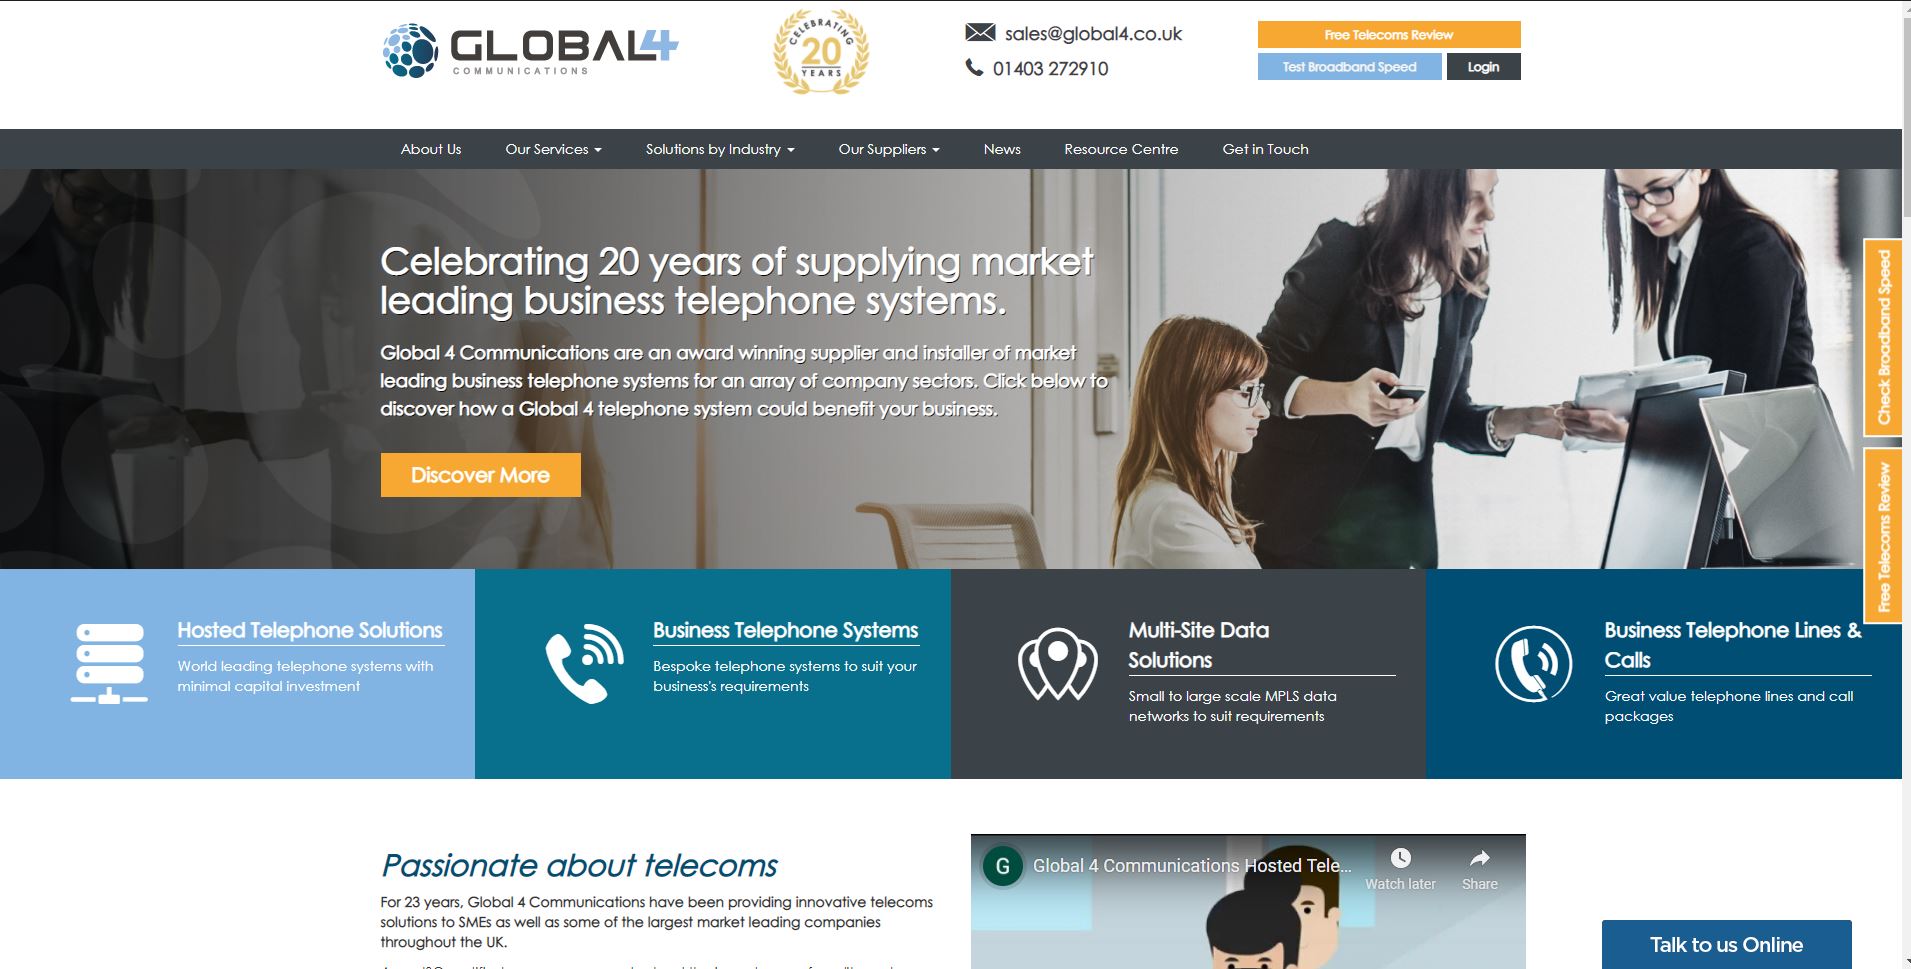 GLOBAL4
COMMUNICATIONS
CELEBRATING
20
YEARS
sales@global4.co.uk
01403 272910
Free Telecoms Review
Test Broadband Speed
Login
About Us
Our Services
Solutions by Industry
Our Suppliers
News
Resource Centre
Get in Touch
Celebrating 20 years of supplying market
leading business telephone systems.
Global 4 Communications are an award winning supplier and installer of market
leading business telephone systems for an array of company sectors. Click below to
discover how a Global 4 telephone system could benefit your business.
Discover More
Check Broadband Speed
Free Telecoms Review
Hosted Telephone Solutions
World leading telephone systems with
minimal capital investment
Business Telephone Systems
Bespoke telephone systems to suit your
business's requirements
Multi-Site Data
Solutions
Small to large scale MPLS data
networks to suit requirements
Business Telephone Lines &
Calls
Great value telephone lines and call
packages
Passionate about telecoms
For 23 years, Global 4 Communications have been providing innovative telecoms
solutions to SMEs as well as some of the largest market leading companies
throughout the UK.
G
Global 4 Communications Hosted Tele...
Watch later
Share
Talk to us Online